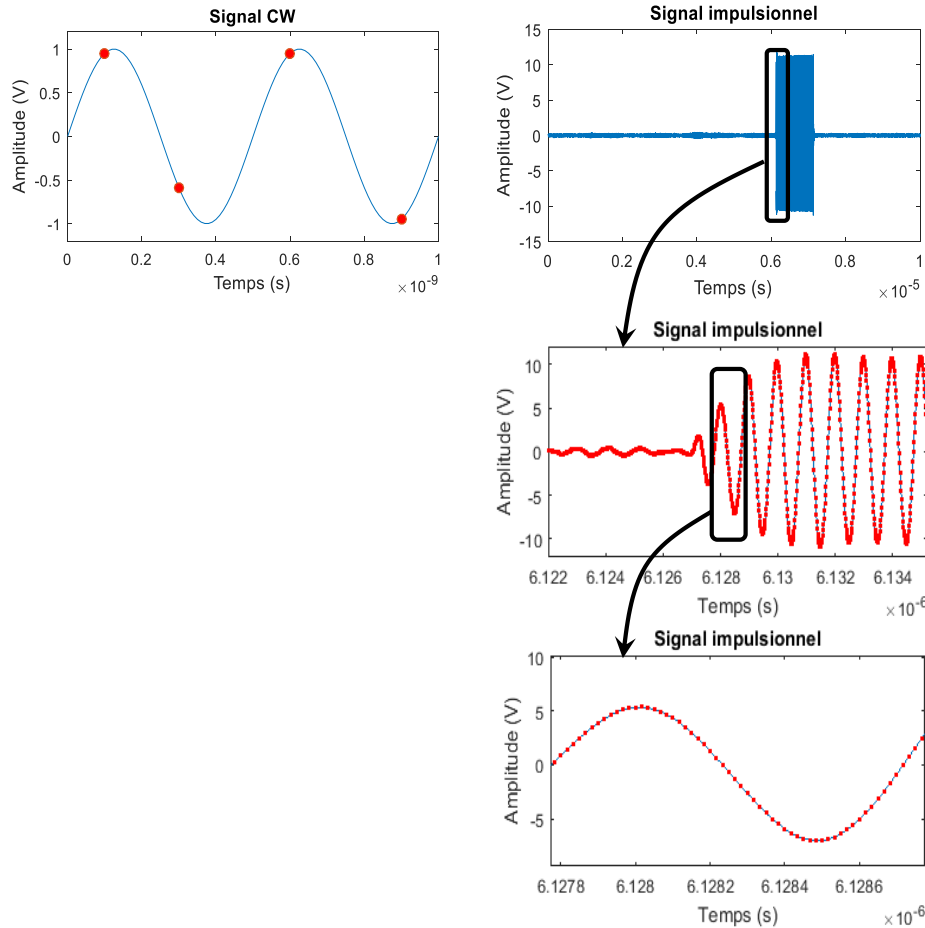 Signal CW
1
0.5
0
-0.5
-1
Amplitude (V)
0 0.2 0.4 0.6 0.8 1
Temps (s)
×10-9
Signal impulsionnel
15
10
5
0
-5
-10
-15
Amplitude (V)
0 0.2 0.4 0.6 0.8 1
Temps (s)
×10-5
Signal impulsionnel
10
5
0
-5
-10
Amplitude (V)
6.122 6.124 6.126 6.128 6.13 6.132 6.134
Temps (s)
×10-6
Signal impulsionnel
10
5
0
-5
Amplitude (V)
6.1278 6.128 6.1282 6.1284 6.1286
Temps (s)
×10-6